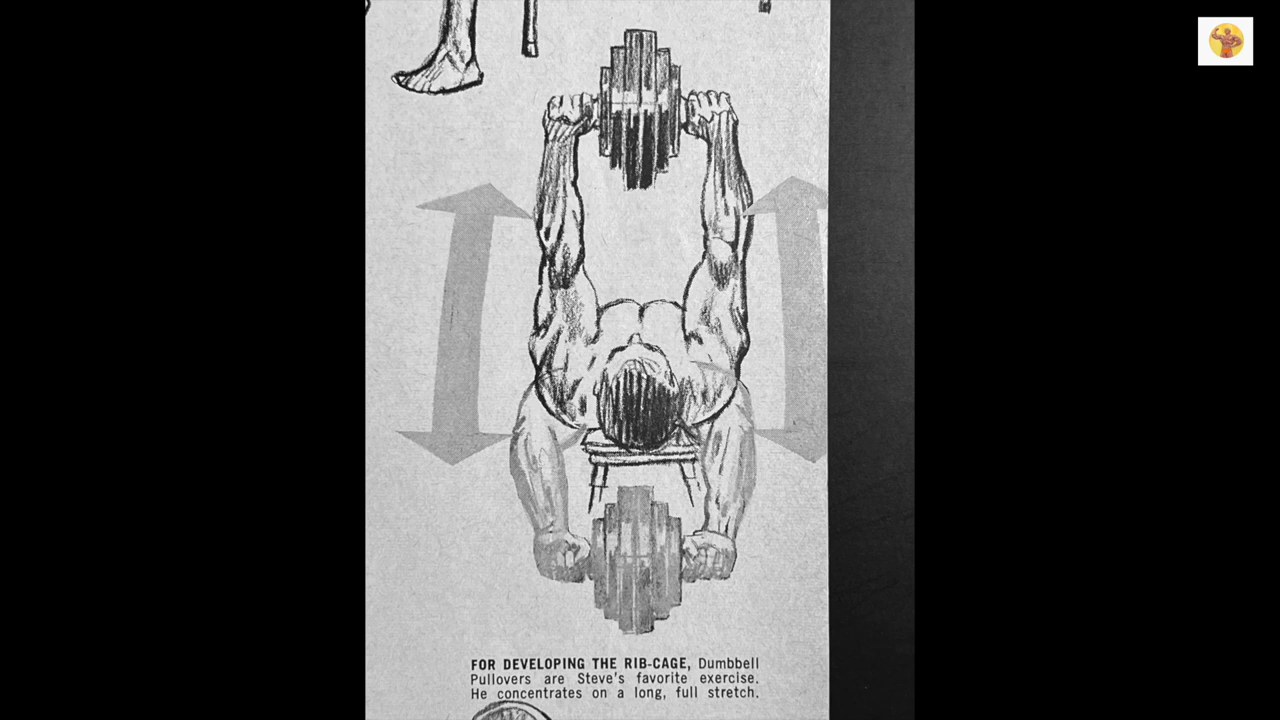 FOR DEVELOPING THE RIB-CAGE, Dumbbell
Pullovers are Steve's favorite exercise.
He concentrates on a long, full stretch.